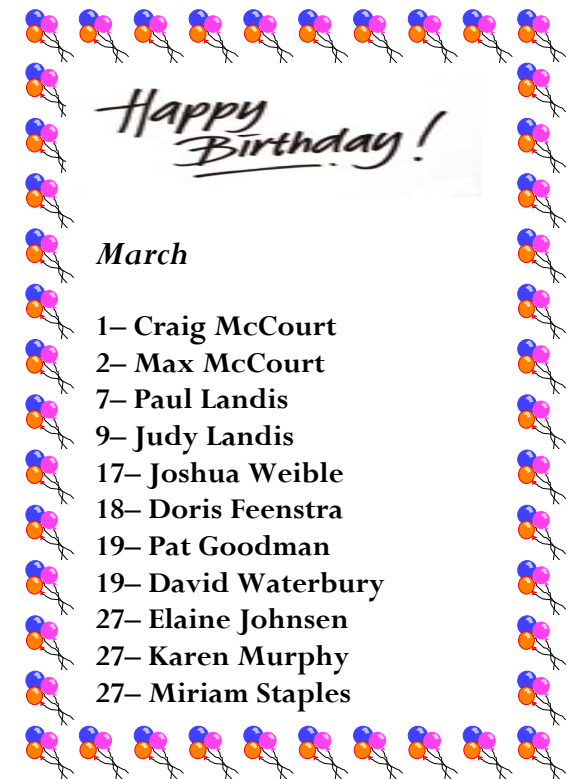 Happy
Birthday!
March
1– Craig McCourt
2– Max McCourt
7– Paul Landis
9– Judy Landis
17– Joshua Weible
18– Doris Feenstra
19– Pat Goodman
19– David Waterbury
27– Elaine Johnsen
27– Karen Murphy
27– Miriam Staples